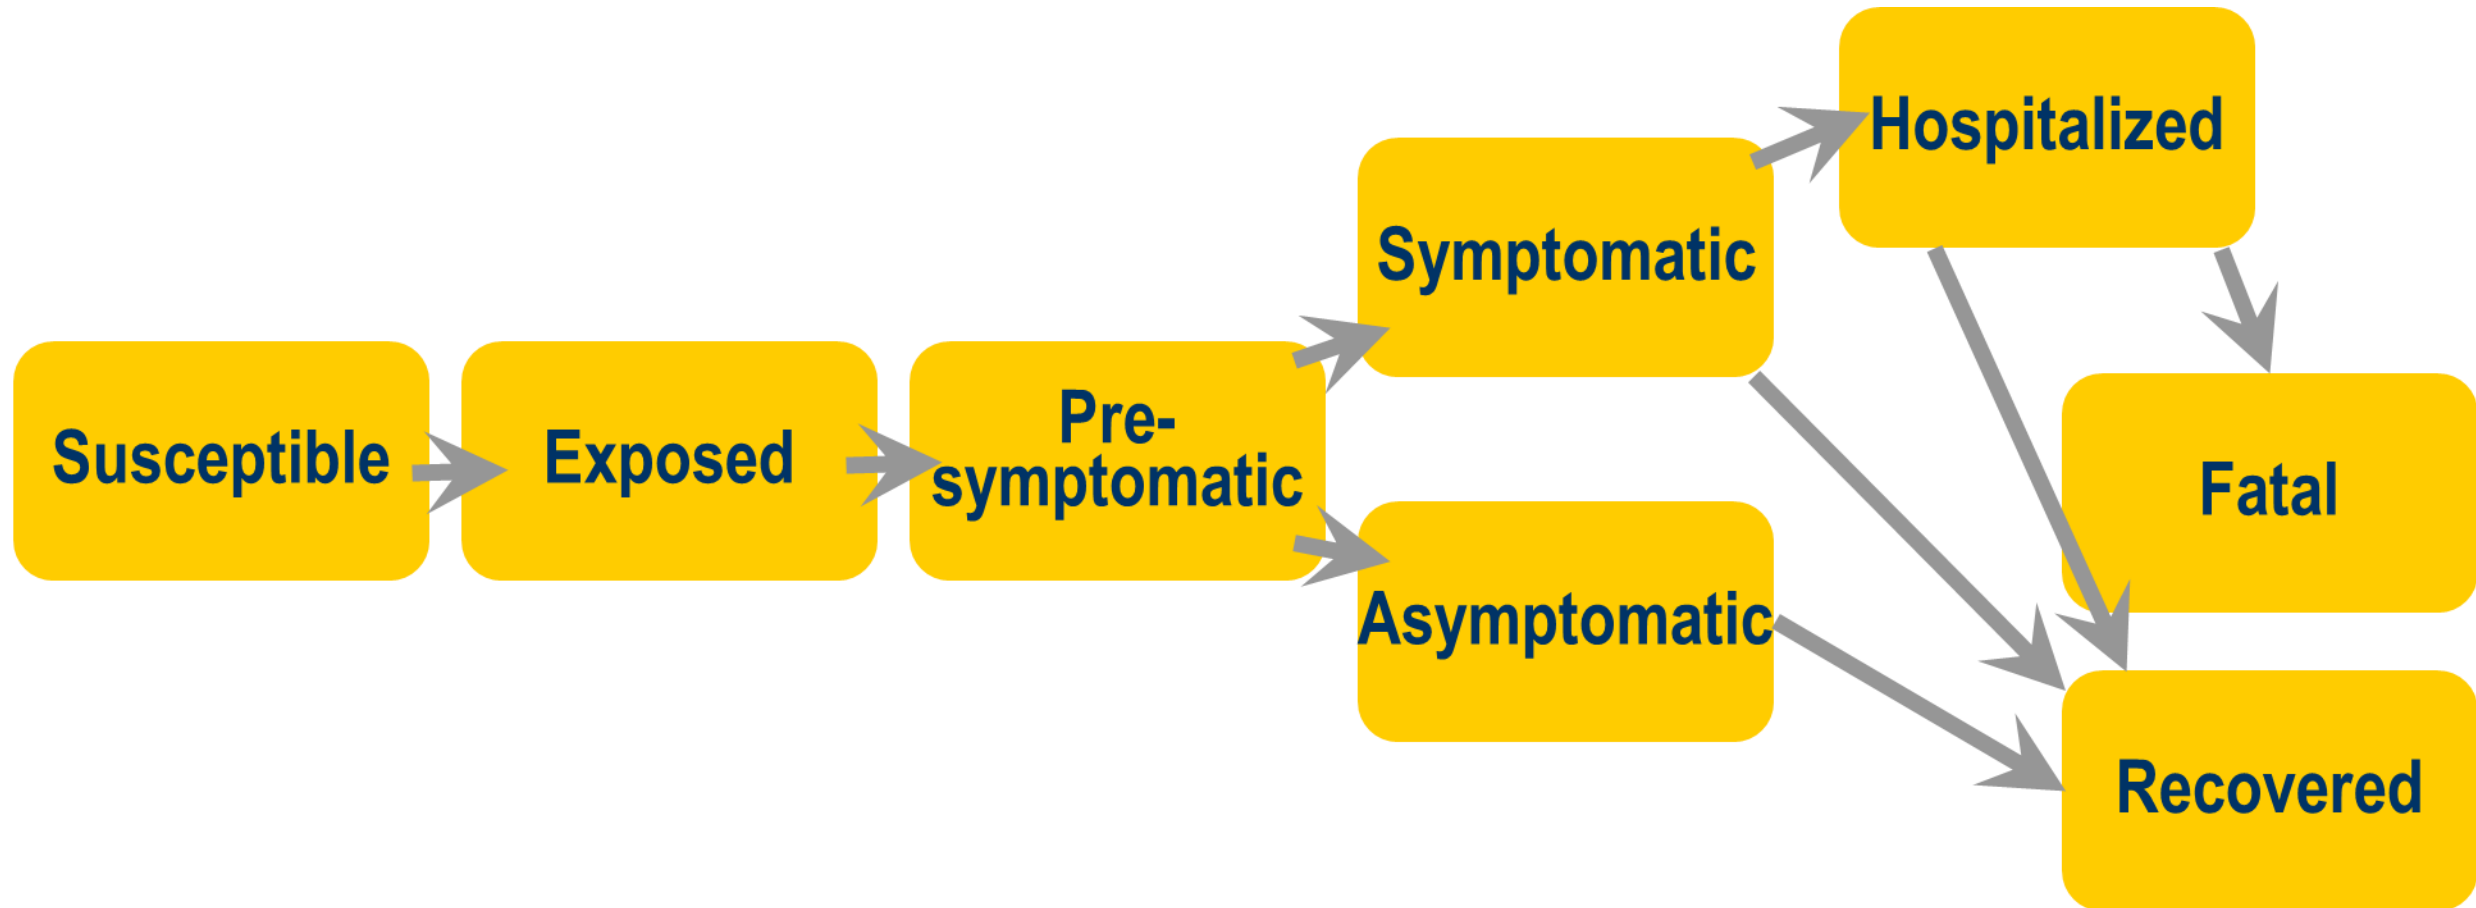 Susceptible
Exposed
Pre-
symptomatic
Symptomatic
Asymptomatic
Hospitalized
Fatal
Recovered